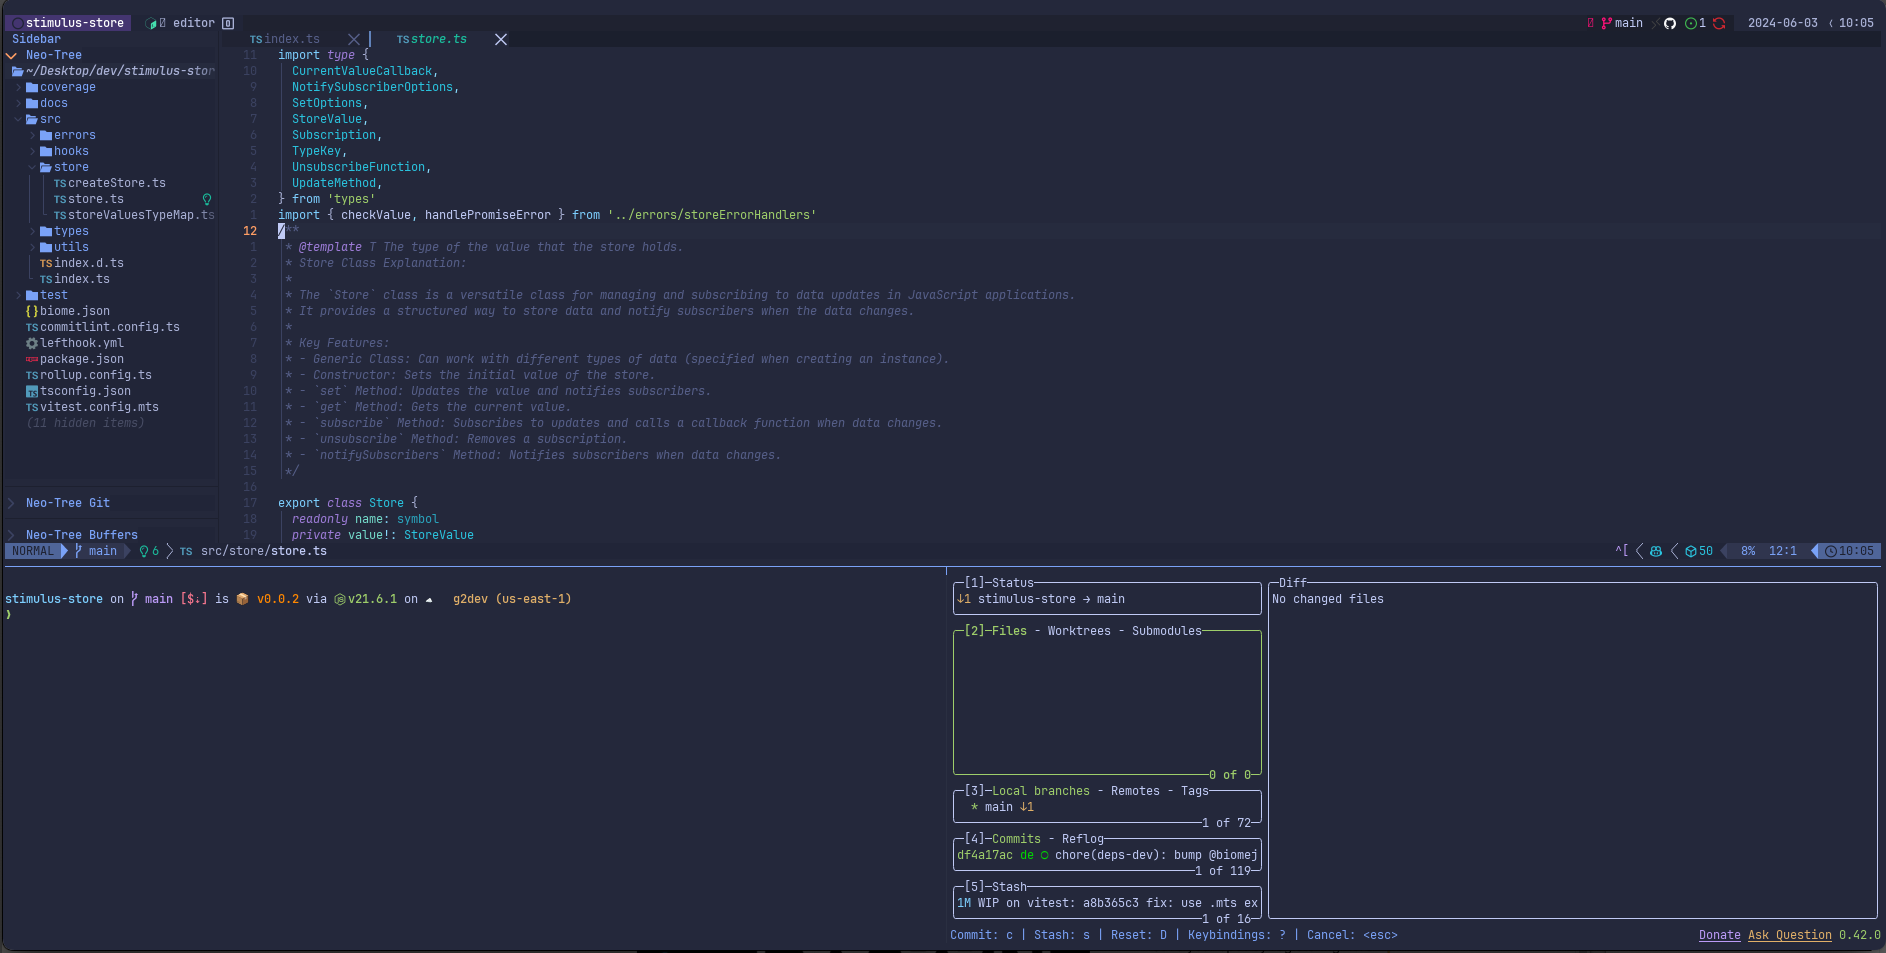 stimulus-store editor
main 1 2024-06-03 10:05
Sidebar
index.ts
store.ts
Neo-Tree
~/Desktop/dev/stimulus-stor
coverage
docs
src
errors
hooks
store
TS createStore.ts
TS store.ts
TS storeValuesTypeMap.ts
types
utils
TS index.d.ts
TS index.ts
test
{} biome.json
TS commitlint.config.ts
lefthook.yml
package.json
TS rollup.config.ts
TS tsconfig.json
TS vitest.config.mts
(11 hidden items)
Neo-Tree Git
Neo-Tree Buffers
11 import type {
10 CurrentValueCallback,
9 NotifySubscriberOptions,
8 SetOptions,
7 StoreValue,
6 Subscription,
5 TypeKey,
4 UnsubscribeFunction,
3 UpdateMethod,
2 } from 'types'
1 import { checkValue, handlePromiseError } from '../errors/storeErrorHandlers'
12 /**
1 * @template T The type of the value that the store holds.
2 * Store Class Explanation:
3 *
4 * The `Store` class is a versatile class for managing and subscribing to data updates in JavaScript applications.
5 * It provides a structured way to store data and notify subscribers when the data changes.
6 *
7 * Key Features:
8 * - Generic Class: Can work with different types of data (specified when creating an instance).
9 * - Constructor: Sets the initial value of the store.
10 * - `set` Method: Updates the value and notifies subscribers.
11 * - `get` Method: Gets the current value.
12 * - `subscribe` Method: Subscribes to updates and calls a callback function when data changes.
13 * - `unsubscribe` Method: Removes a subscription.
14 * - `notifySubscribers` Method: Notifies subscribers when data changes.
15 */
16
17 export class Store {
18 readonly name: symbol
19 private value!: StoreValue
NORMAL main 6 TS src/store/store.ts ^[ 50 8% 12:1 10:05
stimulus-store on main [$↓] is 📦 v0.0.2 via v21.6.1 on ☁ g2dev (us-east-1)
❯
[1]─Status
↓1 stimulus-store → main
[2]─Files - Worktrees - Submodules
0 of 0
[3]─Local branches - Remotes - Tags
* main ↓1
1 of 72
[4]─Commits - Reflog
df4a17ac de chore(deps-dev): bump @biomej
1 of 119
[5]─Stash
1M WIP on vitest: a8b365c3 fix: use .mts ex
1 of 16
Diff
No changed files
Commit: c | Stash: s | Reset: D | Keybindings: ? | Cancel: <esc>
Donate Ask Question 0.42.0